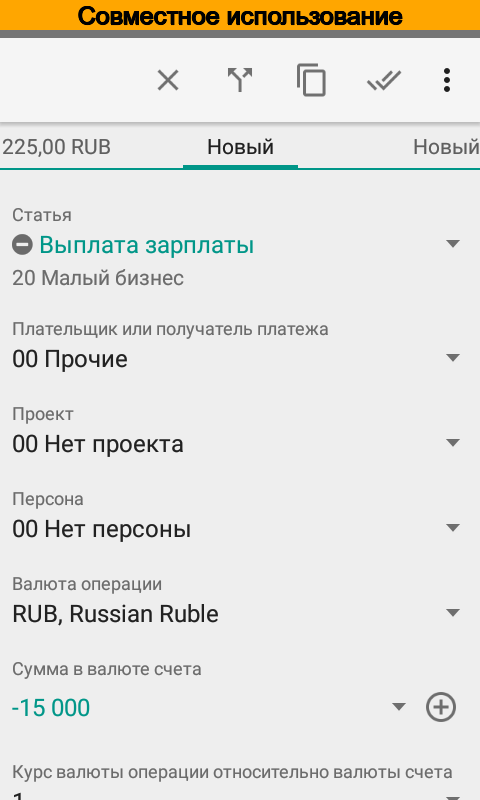 Совместное использование
225,00 RUB
Новый
Новый
Статья
Выплата зарплаты
20 Малый бизнес
Плательщик или получатель платежа
00 Прочие
Проект
00 Нет проекта
Персона
00 Нет персоны
Валюта операции
RUB, Russian Ruble
Сумма в валюте счета
-15 000
Курс валюты операции относительно валюты счета
1